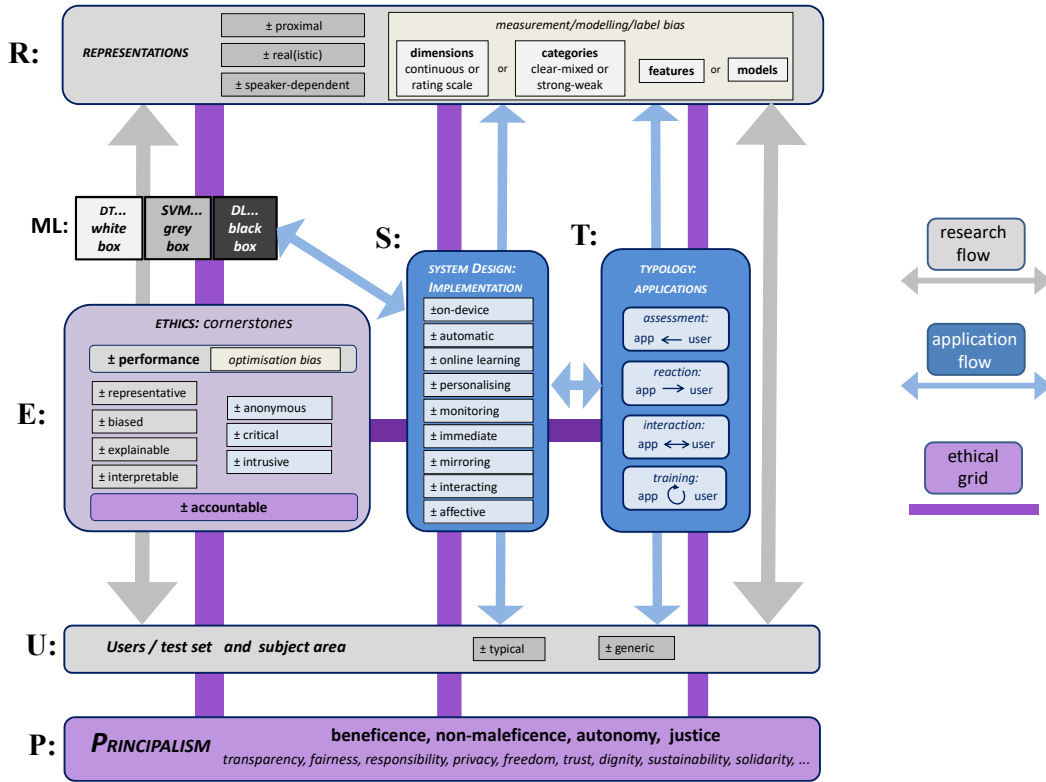 R:
REPRESENTATIONS
± proximal
± real(istic)
± speaker-dependent
measurement/modelling/label bias
dimensions
continuous or
rating scale
or
categories
clear-mixed or
strong-weak
features
or
models
ML:
DT...
white
box
SVM...
grey
box
DL...
black
box
S:
SYSTEM DESIGN:
IMPLEMENTATION
±on-device
± automatic
± online learning
± personalising
± monitoring
± immediate
± mirroring
± interacting
± affective
T:
TYPOLOGY:
APPLICATIONS
assessment:
app ← user
reaction:
app → user
interaction:
app ↔ user
training:
app user
E:
ETHICS: cornerstones
± performance
optimisation bias
± representative
± biased
± explainable
± interpretable
± anonymous
± critical
± intrusive
± accountable
U:
Users / test set and subject area
± typical
± generic
P:
PRINCIPALISM
beneficence, non-maleficence, autonomy, justice
transparency, fairness, responsibility, privacy, freedom, trust, dignity, sustainability, solidarity, ...
research
flow
application
flow
ethical
grid